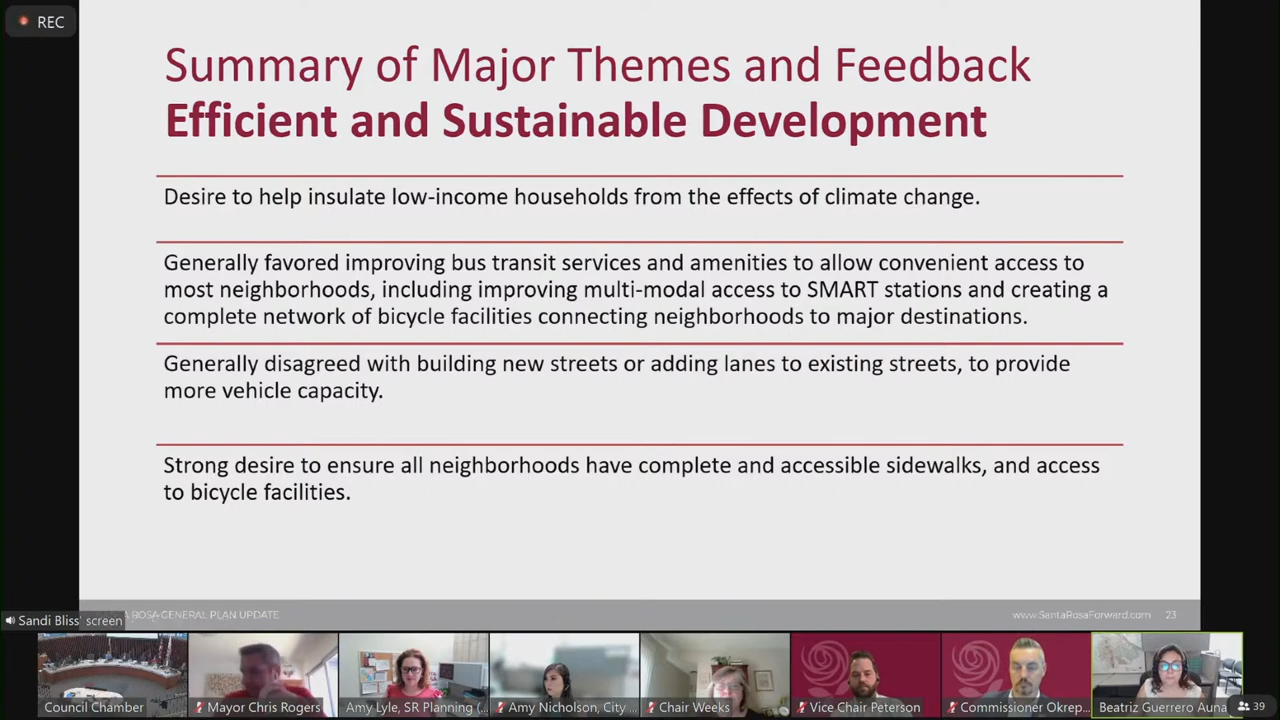 REC
Summary of Major Themes and Feedback
Efficient and Sustainable Development
Desire to help insulate low-income households from the effects of climate change.
Generally favored improving bus transit services and amenities to allow convenient access to
most neighborhoods, including improving multi-modal access to SMART stations and creating a
complete network of bicycle facilities connecting neighborhoods to major destinations.
Generally disagreed with building new streets or adding lanes to existing streets, to provide
more vehicle capacity.
Strong desire to ensure all neighborhoods have complete and accessible sidewalks, and access
to bicycle facilities.
Sandi Bliss' screen
A ROSA GENERAL PLAN UPDATE
www.SantaRosaForward.com 23
Council Chamber
Mayor Chris Rogers
Amy Lyle, SR Planning (...
Amy Nicholson, City ...
Chair Weeks
Vice Chair Peterson
Commissioner Okrep...
Beatriz Guerrero Auna
39